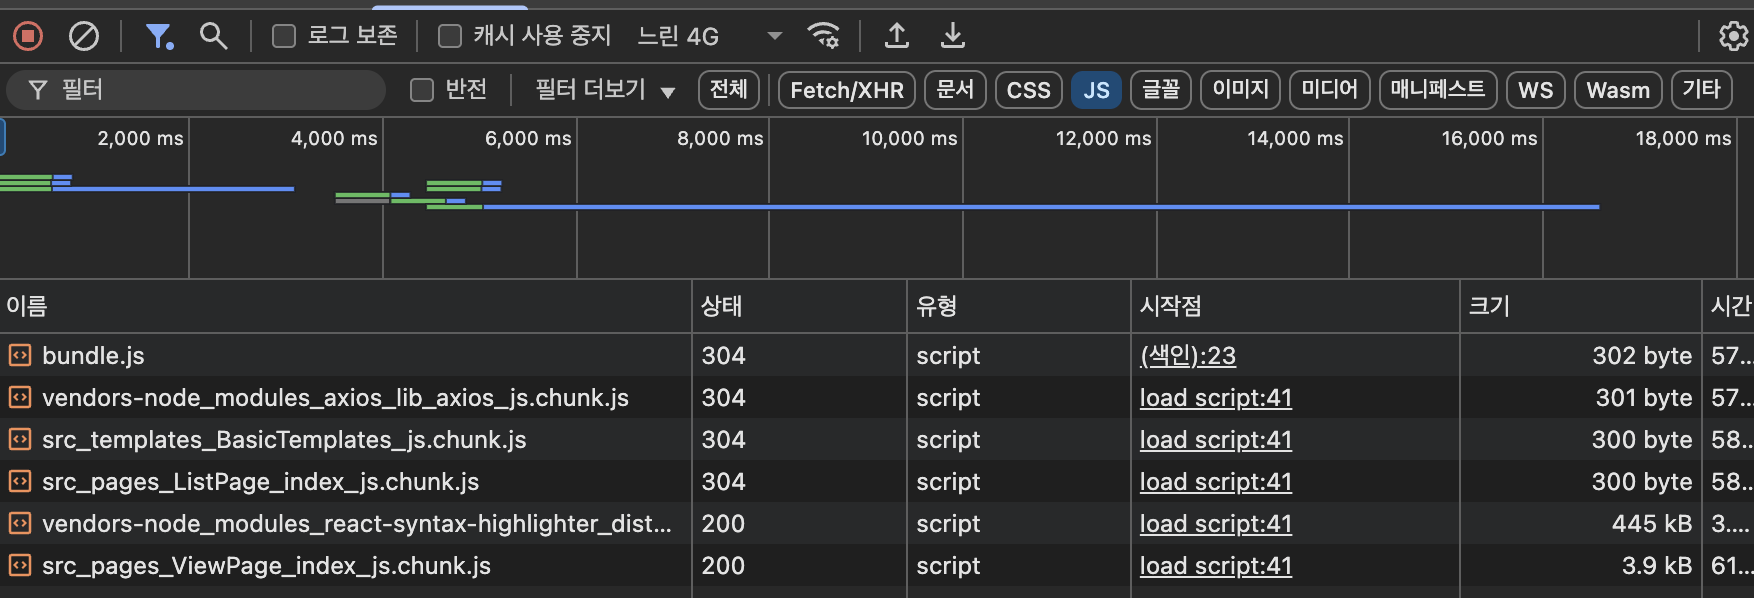 로그 보존 캐시 사용 중지 느린 4G
필터 반전 필터 더보기 전체 Fetch/XHR 문서 CSS JS 글꼴 이미지 미디어 매니페스트 WS Wasm 기타
2,000 ms 4,000 ms 6,000 ms 8,000 ms 10,000 ms 12,000 ms 14,000 ms 16,000 ms 18,000 ms
이름 상태 유형 시작점 크기 시간
bundle.js 304 script (색인):23 302 byte 57...
vendors-node_modules_axios_lib_axios_js.chunk.js 304 script load script:41 301 byte 57...
src_templates_BasicTemplates_js.chunk.js 304 script load script:41 300 byte 58...
src_pages_ListPage_index_js.chunk.js 304 script load script:41 300 byte 58...
vendors-node_modules_react-syntax-highlighter_dist... 200 script load script:41 445 kB 3....
src_pages_ViewPage_index_js.chunk.js 200 script load script:41 3.9 kB 61...